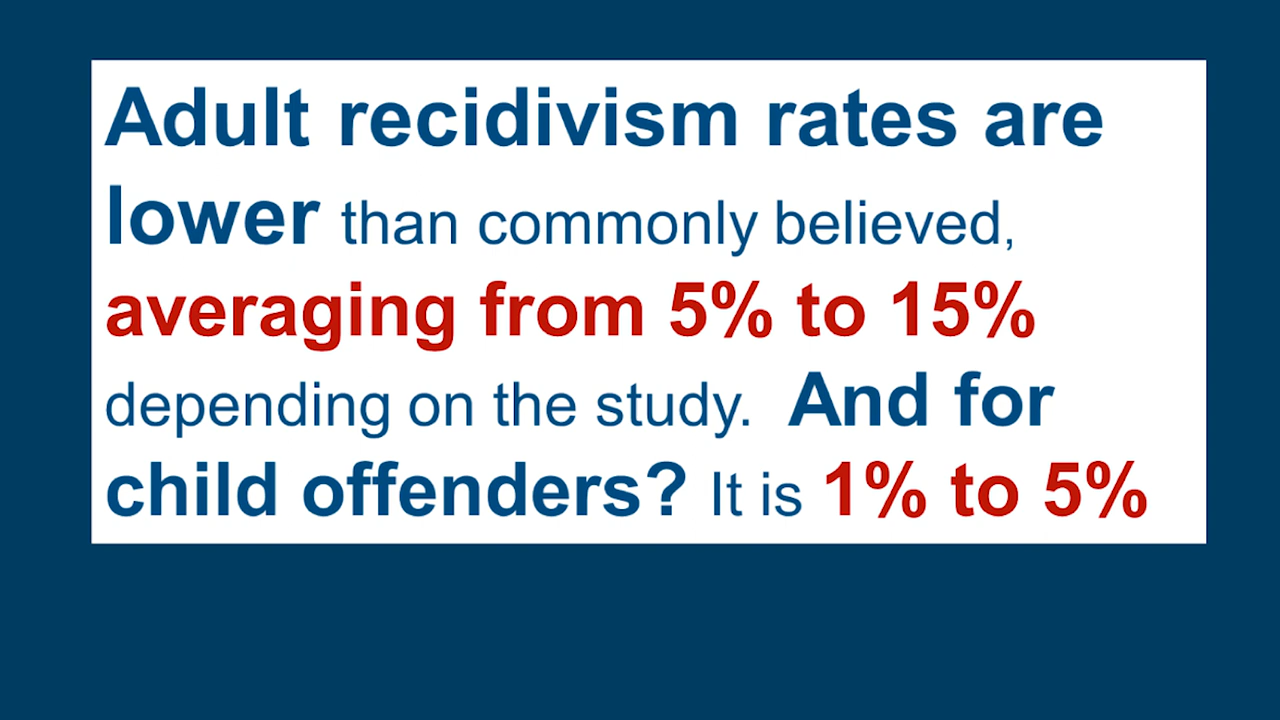 Adult recidivism rates are
lower than commonly believed,
averaging from 5% to 15%
depending on the study. And for
child offenders? It is 1% to 5%